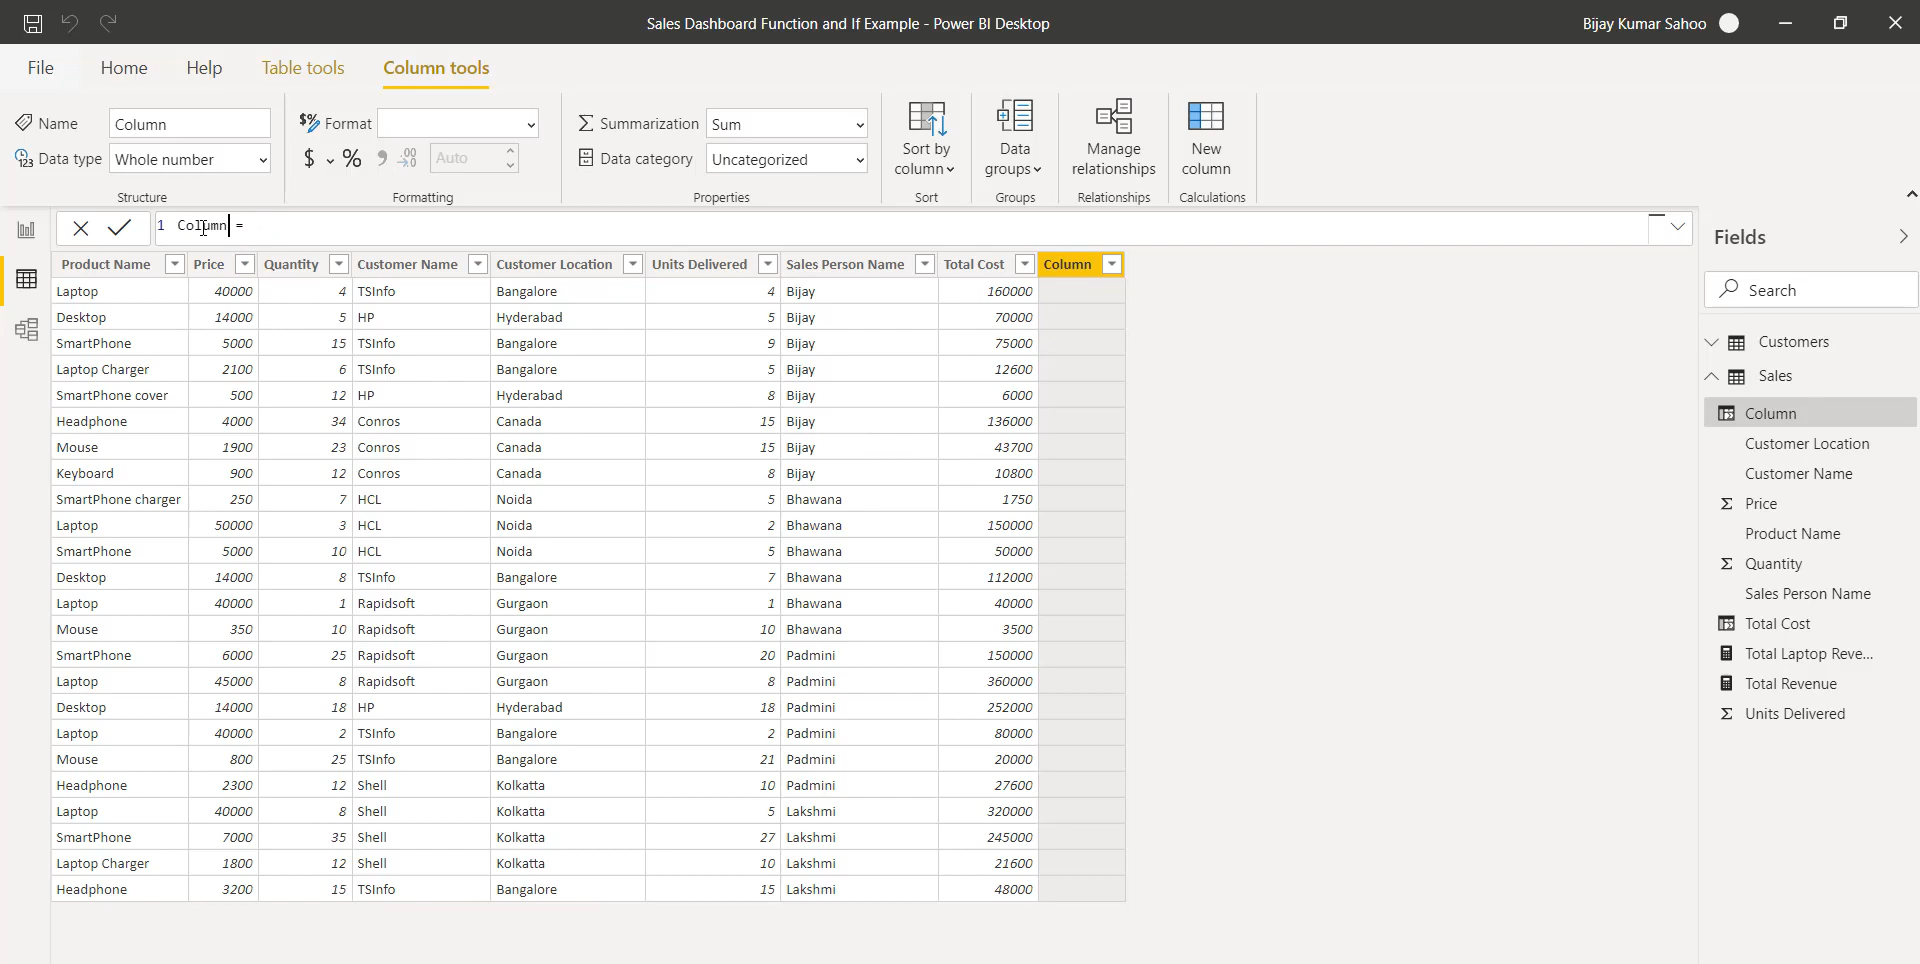 Sales Dashboard Function and If Example - Power BI Desktop
Bijay Kumar Sahoo
File Home Help Table tools Column tools
Name Column
Data type Whole number
Structure
$% Format
$ % 9 .00 →0 Auto
Formatting
Σ Summarization Sum
Data category Uncategorized
Properties
Sort by
column
Sort
Data
groups
Groups
Manage
relationships
Relationships
New
column
Calculations
1 Column =
Product Name Price Quantity Customer Name Customer Location Units Delivered Sales Person Name Total Cost Column
Laptop 40000 4 TSInfo Bangalore 4 Bijay 160000
Desktop 14000 5 HP Hyderabad 5 Bijay 70000
SmartPhone 5000 15 TSInfo Bangalore 9 Bijay 75000
Laptop Charger 2100 6 TSInfo Bangalore 5 Bijay 12600
SmartPhone cover 500 12 HP Hyderabad 8 Bijay 6000
Headphone 4000 34 Conros Canada 15 Bijay 136000
Mouse 1900 23 Conros Canada 15 Bijay 43700
Keyboard 900 12 Conros Canada 8 Bijay 10800
SmartPhone charger 250 7 HCL Noida 5 Bhawana 1750
Laptop 50000 3 HCL Noida 2 Bhawana 150000
SmartPhone 5000 10 HCL Noida 5 Bhawana 50000
Desktop 14000 8 TSInfo Bangalore 7 Bhawana 112000
Laptop 40000 1 Rapidsoft Gurgaon 1 Bhawana 40000
Mouse 350 10 Rapidsoft Gurgaon 10 Bhawana 3500
SmartPhone 6000 25 Rapidsoft Gurgaon 20 Padmini 150000
Laptop 45000 8 Rapidsoft Gurgaon 8 Padmini 360000
Desktop 14000 18 HP Hyderabad 18 Padmini 252000
Laptop 40000 2 TSInfo Bangalore 2 Padmini 80000
Mouse 800 25 TSInfo Bangalore 21 Padmini 20000
Headphone 2300 12 Shell Kolkatta 10 Padmini 27600
Laptop 40000 8 Shell Kolkatta 5 Lakshmi 320000
SmartPhone 7000 35 Shell Kolkatta 27 Lakshmi 245000
Laptop Charger 1800 12 Shell Kolkatta 10 Lakshmi 21600
Headphone 3200 15 TSInfo Bangalore 15 Lakshmi 48000
Fields
Search
Customers
Sales
Column
Customer Location
Customer Name
Σ Price
Product Name
Σ Quantity
Sales Person Name
Total Cost
Total Laptop Reve...
Total Revenue
Σ Units Delivered